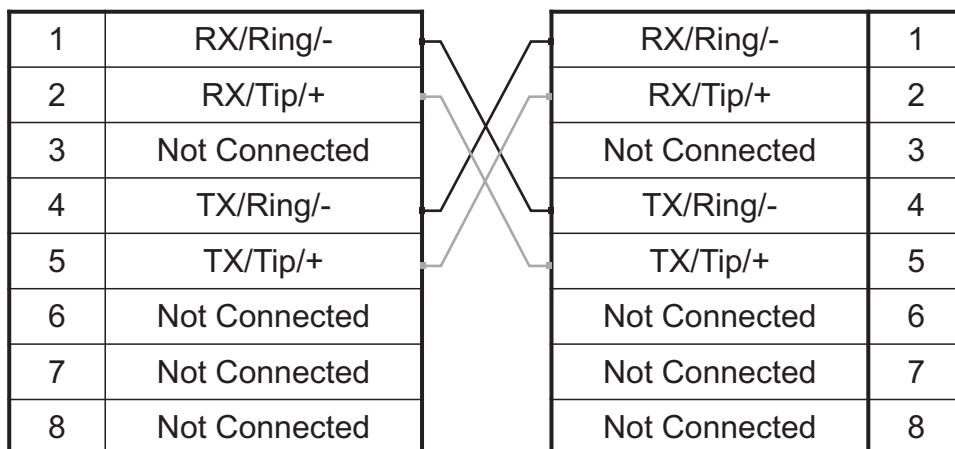 1 RX/Ring/- RX/Ring/- 1
2 RX/Tip/+ RX/Tip/+ 2
3 Not Connected Not Connected 3
4 TX/Ring/- TX/Ring/- 4
5 TX/Tip/+ TX/Tip/+ 5
6 Not Connected Not Connected 6
7 Not Connected Not Connected 7
8 Not Connected Not Connected 8